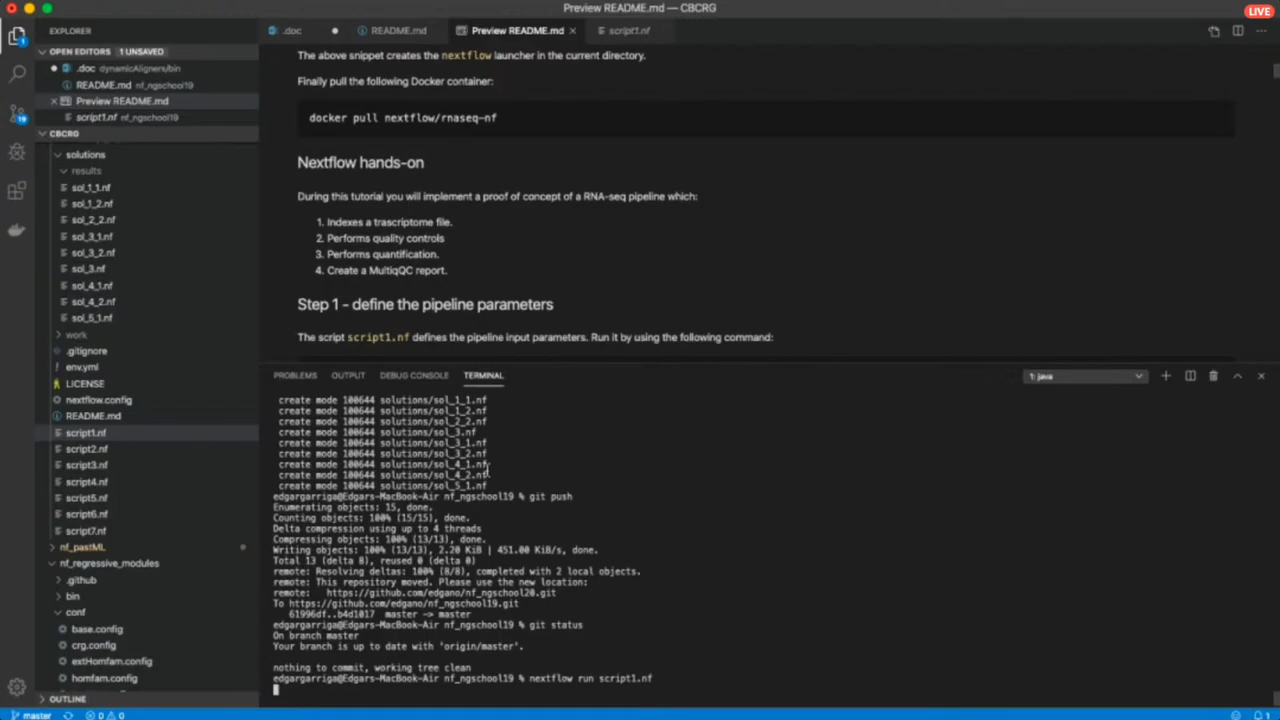 Preview README.md — CBCRG
LIVE
EXPLORER
.doc
README.md
Preview README.md
script1.nf
OPEN EDITORS 1 UNSAVED
.doc dynamicAligners/bin
README.md nf_ngschool19
Preview README.md
script1.nf nf_ngschool19
CBCRG
solutions
results
sol_1_1.nf
sol_1_2.nf
sol_2_2.nf
sol_3_1.nf
sol_3_2.nf
sol_3.nf
sol_4_1.nf
sol_4_2.nf
sol_5_1.nf
work
.gitignore
env.yml
LICENSE
nextflow.config
README.md
script1.nf
script2.nf
script3.nf
script4.nf
script5.nf
script6.nf
script7.nf
nf_pastML
nf_regressive_modules
.github
bin
conf
base.config
crg.config
extHomfam.config
homfam.config
OUTLINE
The above snippet creates the nextflow launcher in the current directory.
Finally pull the following Docker container:
docker pull nextflow/rnaseq-nf
Nextflow hands-on
During this tutorial you will implement a proof of concept of a RNA-seq pipeline which:
1. Indexes a trascriptome file.
2. Performs quality controls
3. Performs quantification.
4. Create a MultiqQC report.
Step 1 - define the pipeline parameters
The script script1.nf defines the pipeline input parameters. Run it by using the following command:
PROBLEMS OUTPUT DEBUG CONSOLE TERMINAL
1: java
create mode 100644 solutions/sol_1_1.nf
create mode 100644 solutions/sol_1_2.nf
create mode 100644 solutions/sol_2_2.nf
create mode 100644 solutions/sol_3.nf
create mode 100644 solutions/sol_3_1.nf
create mode 100644 solutions/sol_3_2.nf
create mode 100644 solutions/sol_4_1.nf
create mode 100644 solutions/sol_4_2.nf
create mode 100644 solutions/sol_5_1.nf
edgargarriga@Edgars-MacBook-Air nf_ngschool19 % git push
Enumerating objects: 15, done.
Counting objects: 100% (15/15), done.
Delta compression using up to 4 threads
Compressing objects: 100% (13/13), done.
Writing objects: 100% (13/13), 2.20 KiB | 451.00 KiB/s, done.
Total 13 (delta 8), reused 0 (delta 0)
remote: Resolving deltas: 100% (8/8), completed with 2 local objects.
remote: This repository moved. Please use the new location:
remote: https://github.com/edgano/nf_ngschool20.git
To https://github.com/edgano/nf_ngschool19.git
61996df..b4d1017 master -> master
edgargarriga@Edgars-MacBook-Air nf_ngschool19 % git status
On branch master
Your branch is up to date with 'origin/master'.
nothing to commit, working tree clean
edgargarriga@Edgars-MacBook-Air nf_ngschool19 % nextflow run script1.nf
master
0
0
1